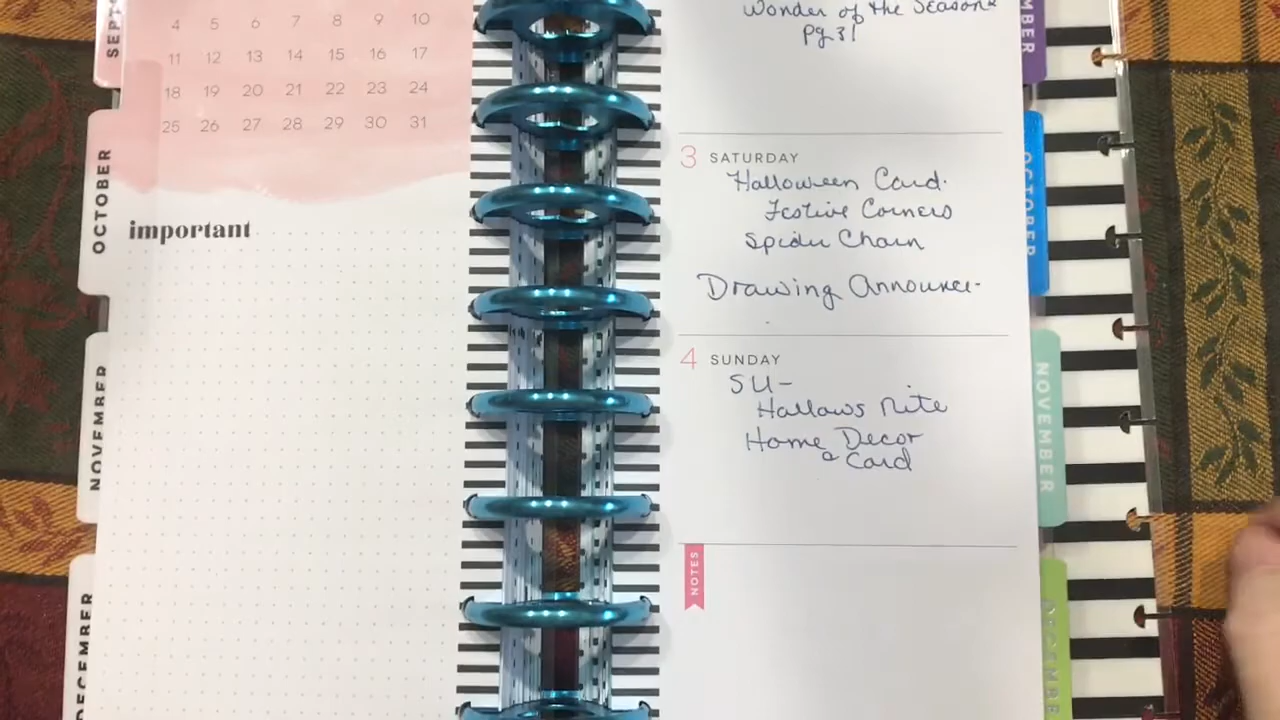 SEPT
4 5 6 7 8 9 10
11 12 13 14 15 16 17
18 19 20 21 22 23 24
25 26 27 28 29 30 31
OCTOBER
important
NOVEMBER
DECEMBER
Wonder of the Season
pg 31
3 SATURDAY
Halloween Card.
Festive Corners
Spider Charm
Drawing Announce-
4 SUNDAY
SU-
Hallows Nite
Home Decor
& Card
NOTES
MBER
OCTOBER
NOVEMBER
DECEMBE